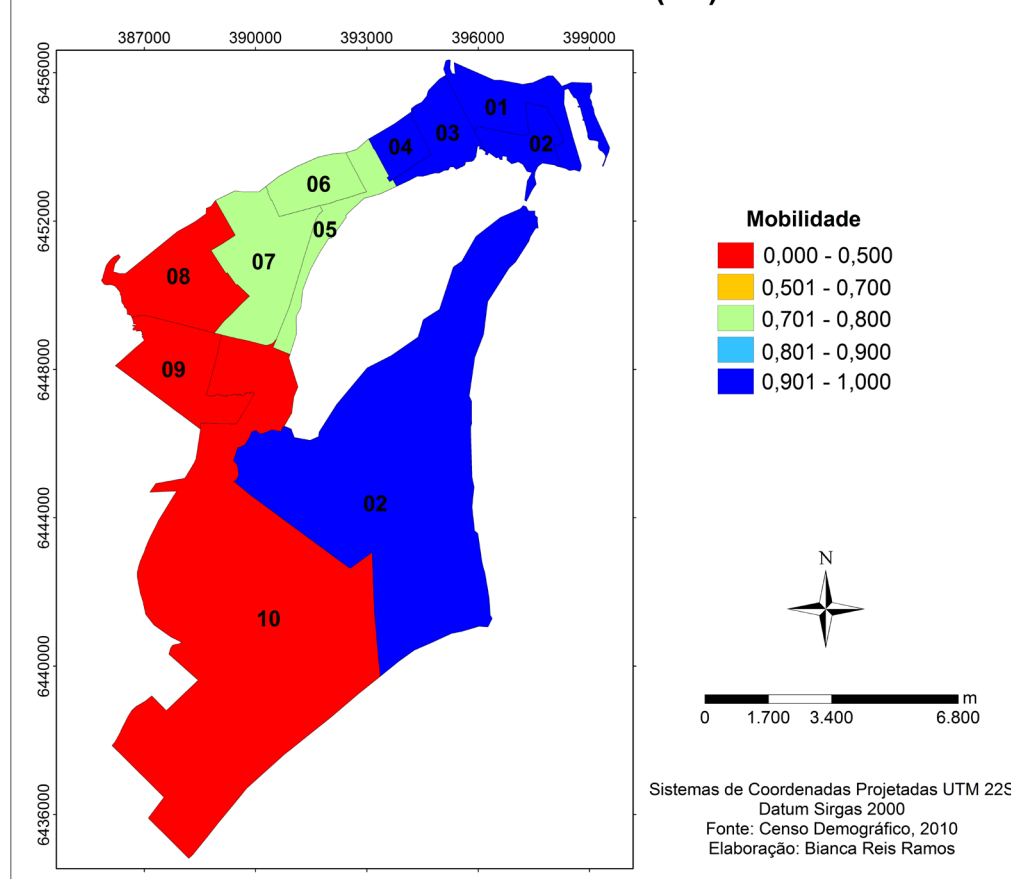 387000 390000 393000 396000 399000
6456000
6452000
6448000
6444000
6440000
6436000
01
02
03
04
06
05
07
08
09
02
10
Mobilidade
0,000 - 0,500
0,501 - 0,700
0,701 - 0,800
0,801 - 0,900
0,901 - 1,000
N
m
0 1.700 3.400 6.800
Sistemas de Coordenadas Projetadas UTM 22S
Datum Sirgas 2000
Fonte: Censo Demográfico, 2010
Elaboração: Bianca Reis Ramos